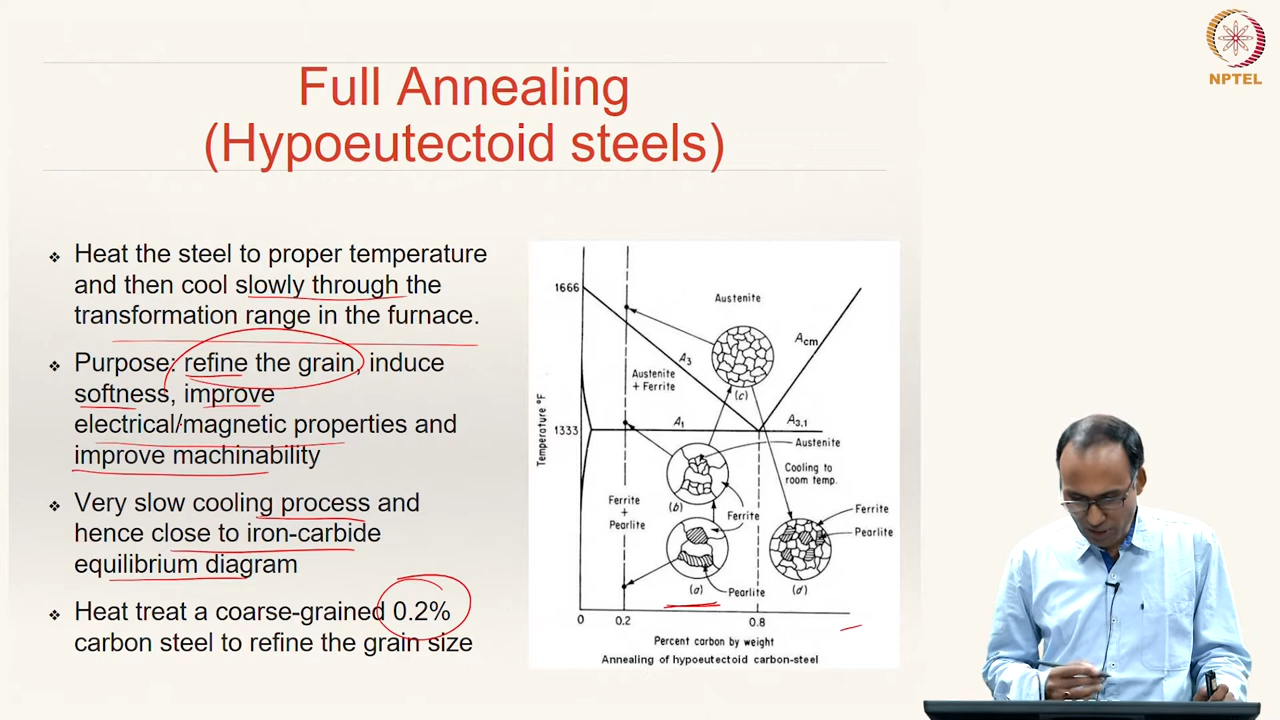 NPTEL
Full Annealing
(Hypoeutectoid steels)
❖ Heat the steel to proper temperature
and then cool slowly through the
transformation range in the furnace.
❖ Purpose: refine the grain, induce
softness, improve
electrical/magnetic properties and
improve machinability
❖ Very slow cooling process and
hence close to iron-carbide
equilibrium diagram
❖ Heat treat a coarse-grained 0.2%
carbon steel to refine the grain size
1666
Austenite
Acm
A3
Austenite
+ Ferrite
(c)
Temperature °F
1333
A1
A3.1
Austenite
Cooling to
room temp.
(b)
Ferrite
+
Pearlite
Ferrite
Ferrite
Pearlite
(a)
Pearlite
(d)
0
0.2
0.8
Percent carbon by weight
Annealing of hypoeutectoid carbon-steel